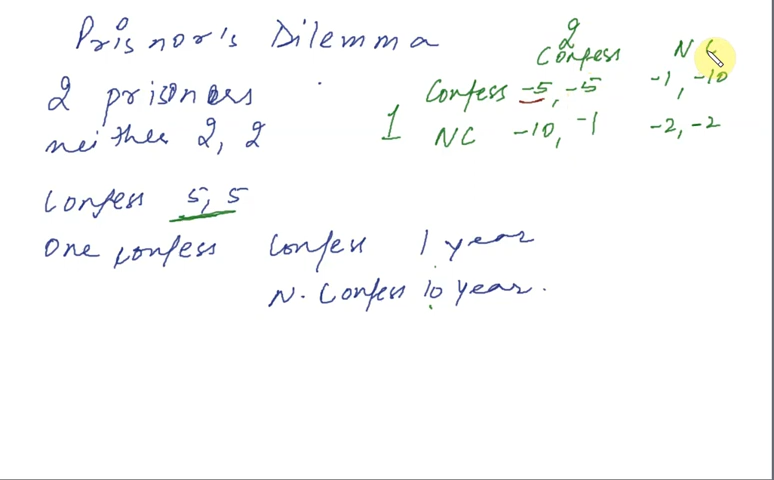 Prisnor's Dilemma
2 prisoners
neither 2, 2
Confess 5, 5
One confess Confess 1 year
N. Confess 10 year.
2
Confess N C
Confess -5, -5 -1, -10
1 NC -10, -1 -2, -2